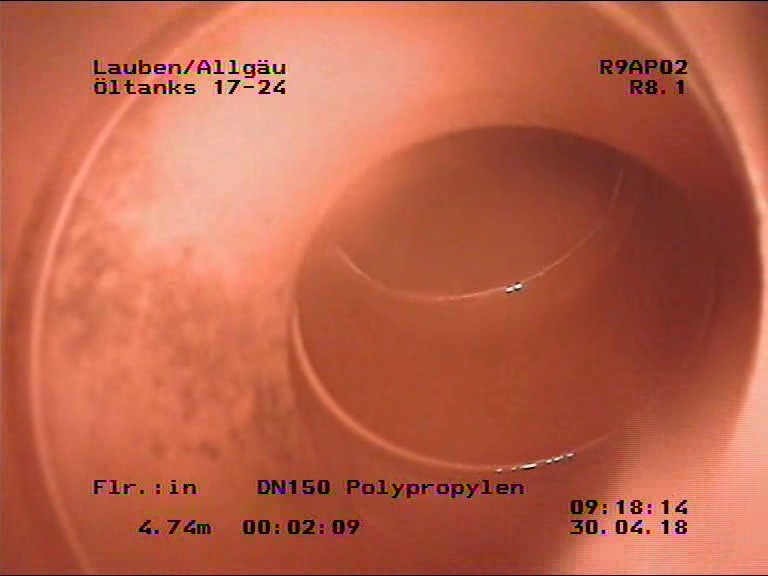 Lauben/Allgäu
Öltanks 17-24
R9AP02
R8.1
Flr.:in DN150 Polypropylen
4.74m 00:02:09
09:18:14
30.04.18